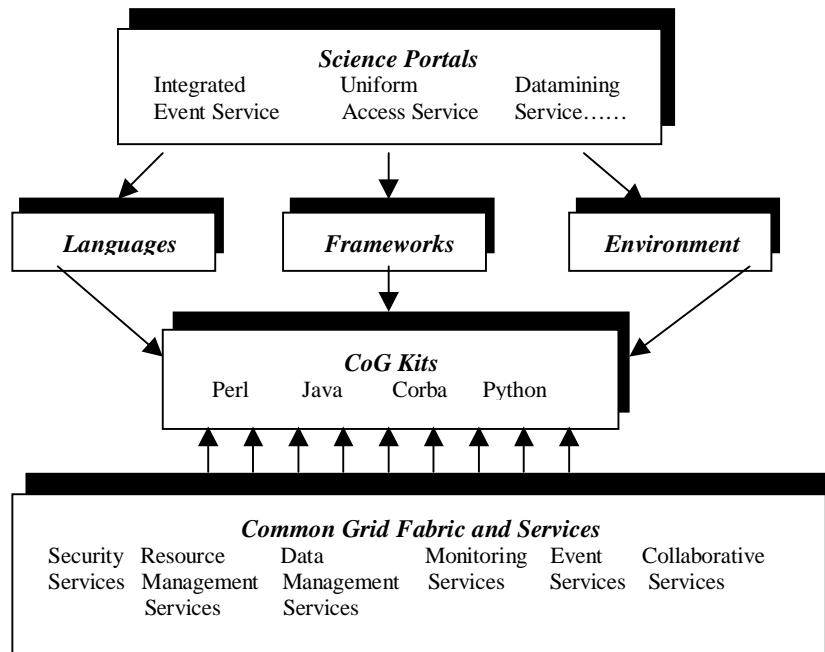 Science Portals
Integrated Uniform Datamining
Event Service Access Service Service……
Languages Frameworks Environment
CoG Kits
Perl Java Corba Python
Common Grid Fabric and Services
Security Resource Data Monitoring Event Collaborative
Services Management Management Services Services Services
Services Services